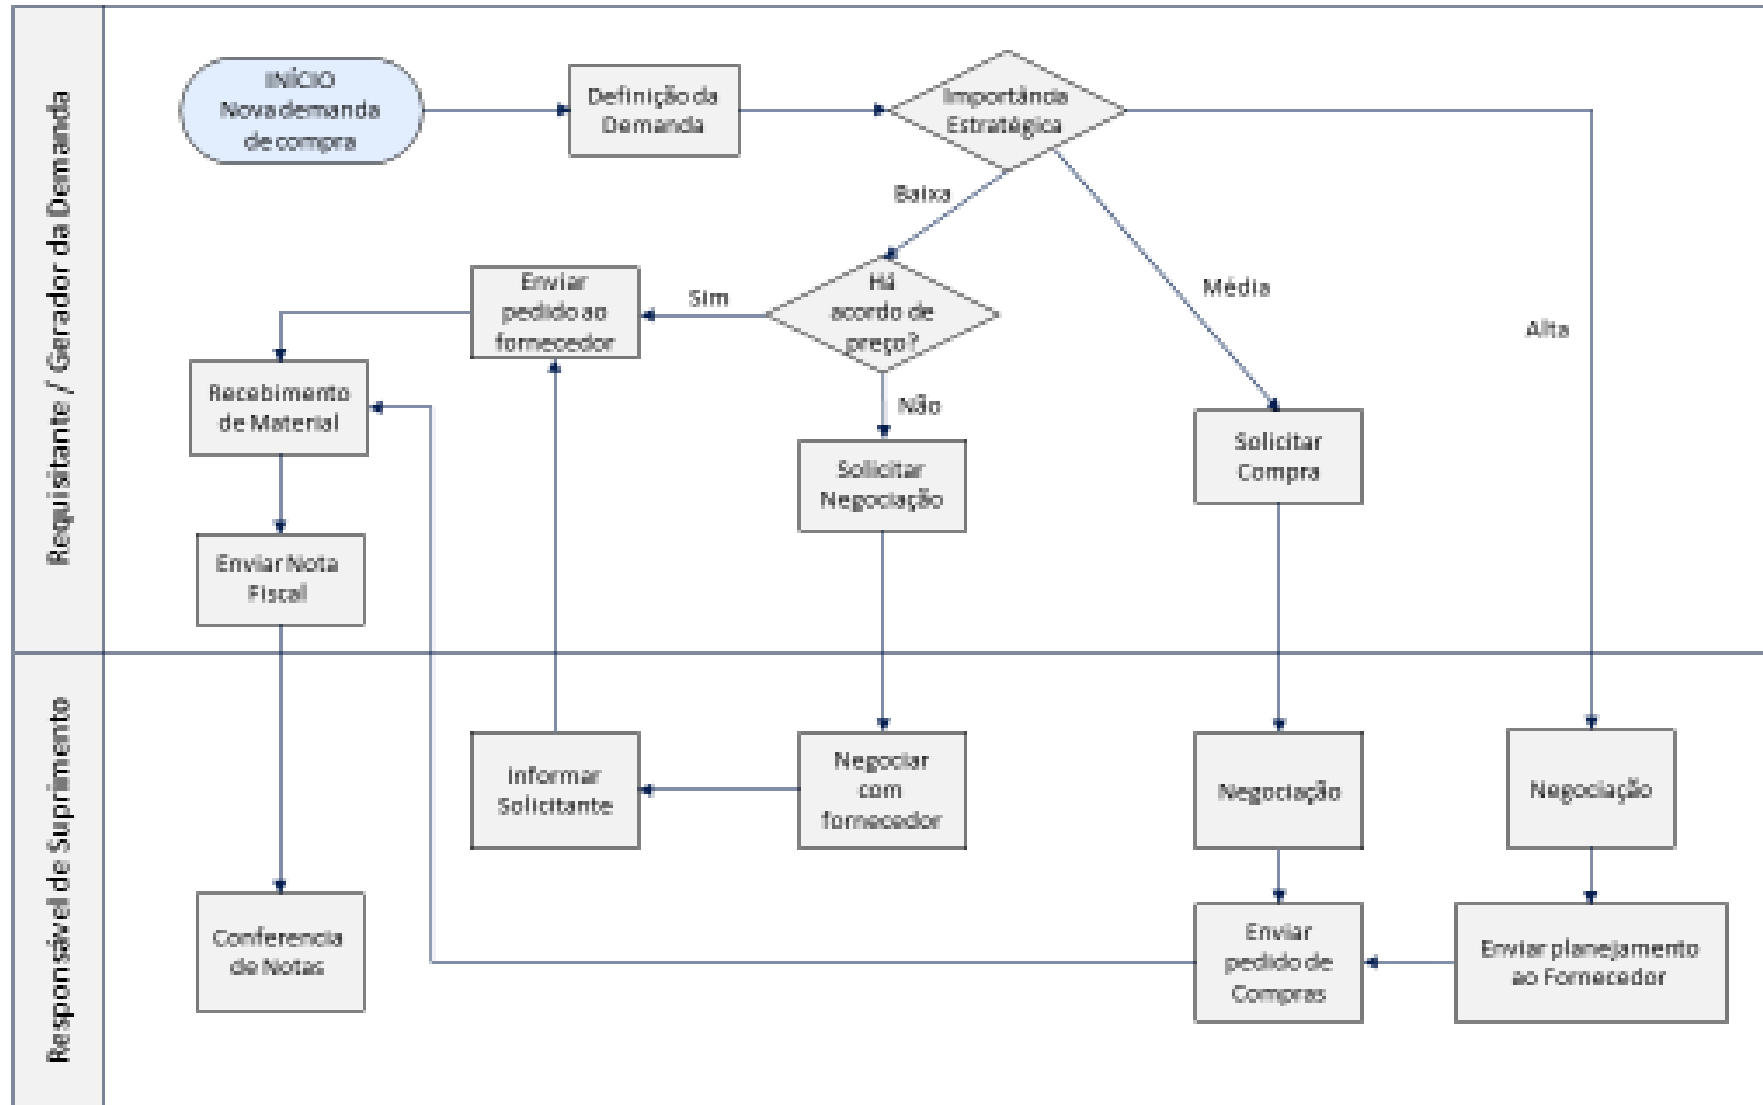 Requisitante / Gerador da Demanda
INÍCIO
Nova demanda
de compra
Definição da
Demanda
Importância
Estratégica
Baixa
Média
Alta
Há
acordo de
preço?
Sim
Não
Enviar
pedido ao
fornecedor
Recebimento
de Material
Solicitar
Negociação
Solicitar
Compra
Enviar Nota
Fiscal
Responsável de Suprimento
Informar
Solicitante
Negociar
com
fornecedor
Negociação
Negociação
Conferencia
de Notas
Enviar
pedido de
Compras
Enviar planejamento
ao Fornecedor